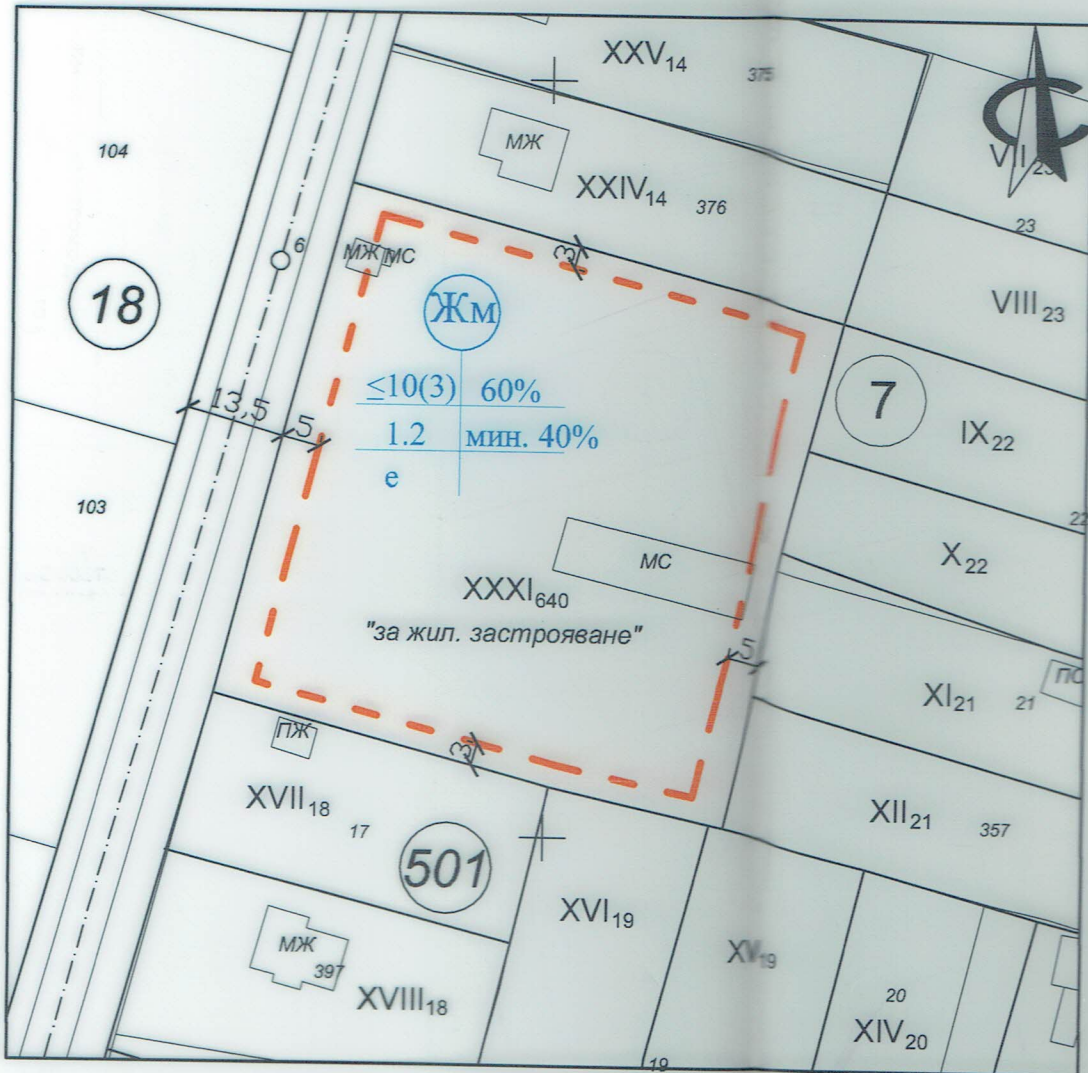 XXV14
375
104
МЖ
VII23
XXIV14
376
23
6
МЖ
МС
3
18
Жм
VIII23
≤10(3) 60%
13,5
5
7
1.2 мин. 40%
IX22
е
103
22
X22
МС
XXXI640
"за жил. застрояване"
5
ПС
XI21
21
ПЖ
3
XVII18
17
XII21
357
501
XVI19
МЖ
397
XV19
XVIII18
20
XIV20
19